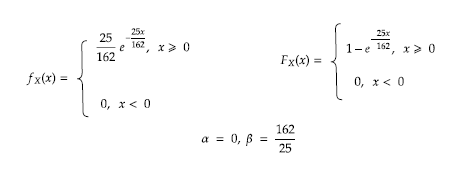 f_X(x) = { 25/162 e^{-25x/162}, x ⩾ 0
0, x < 0
F_X(x) = { 1 − e^{-25x/162}, x ⩾ 0
0, x < 0
α = 0, β = 162/25